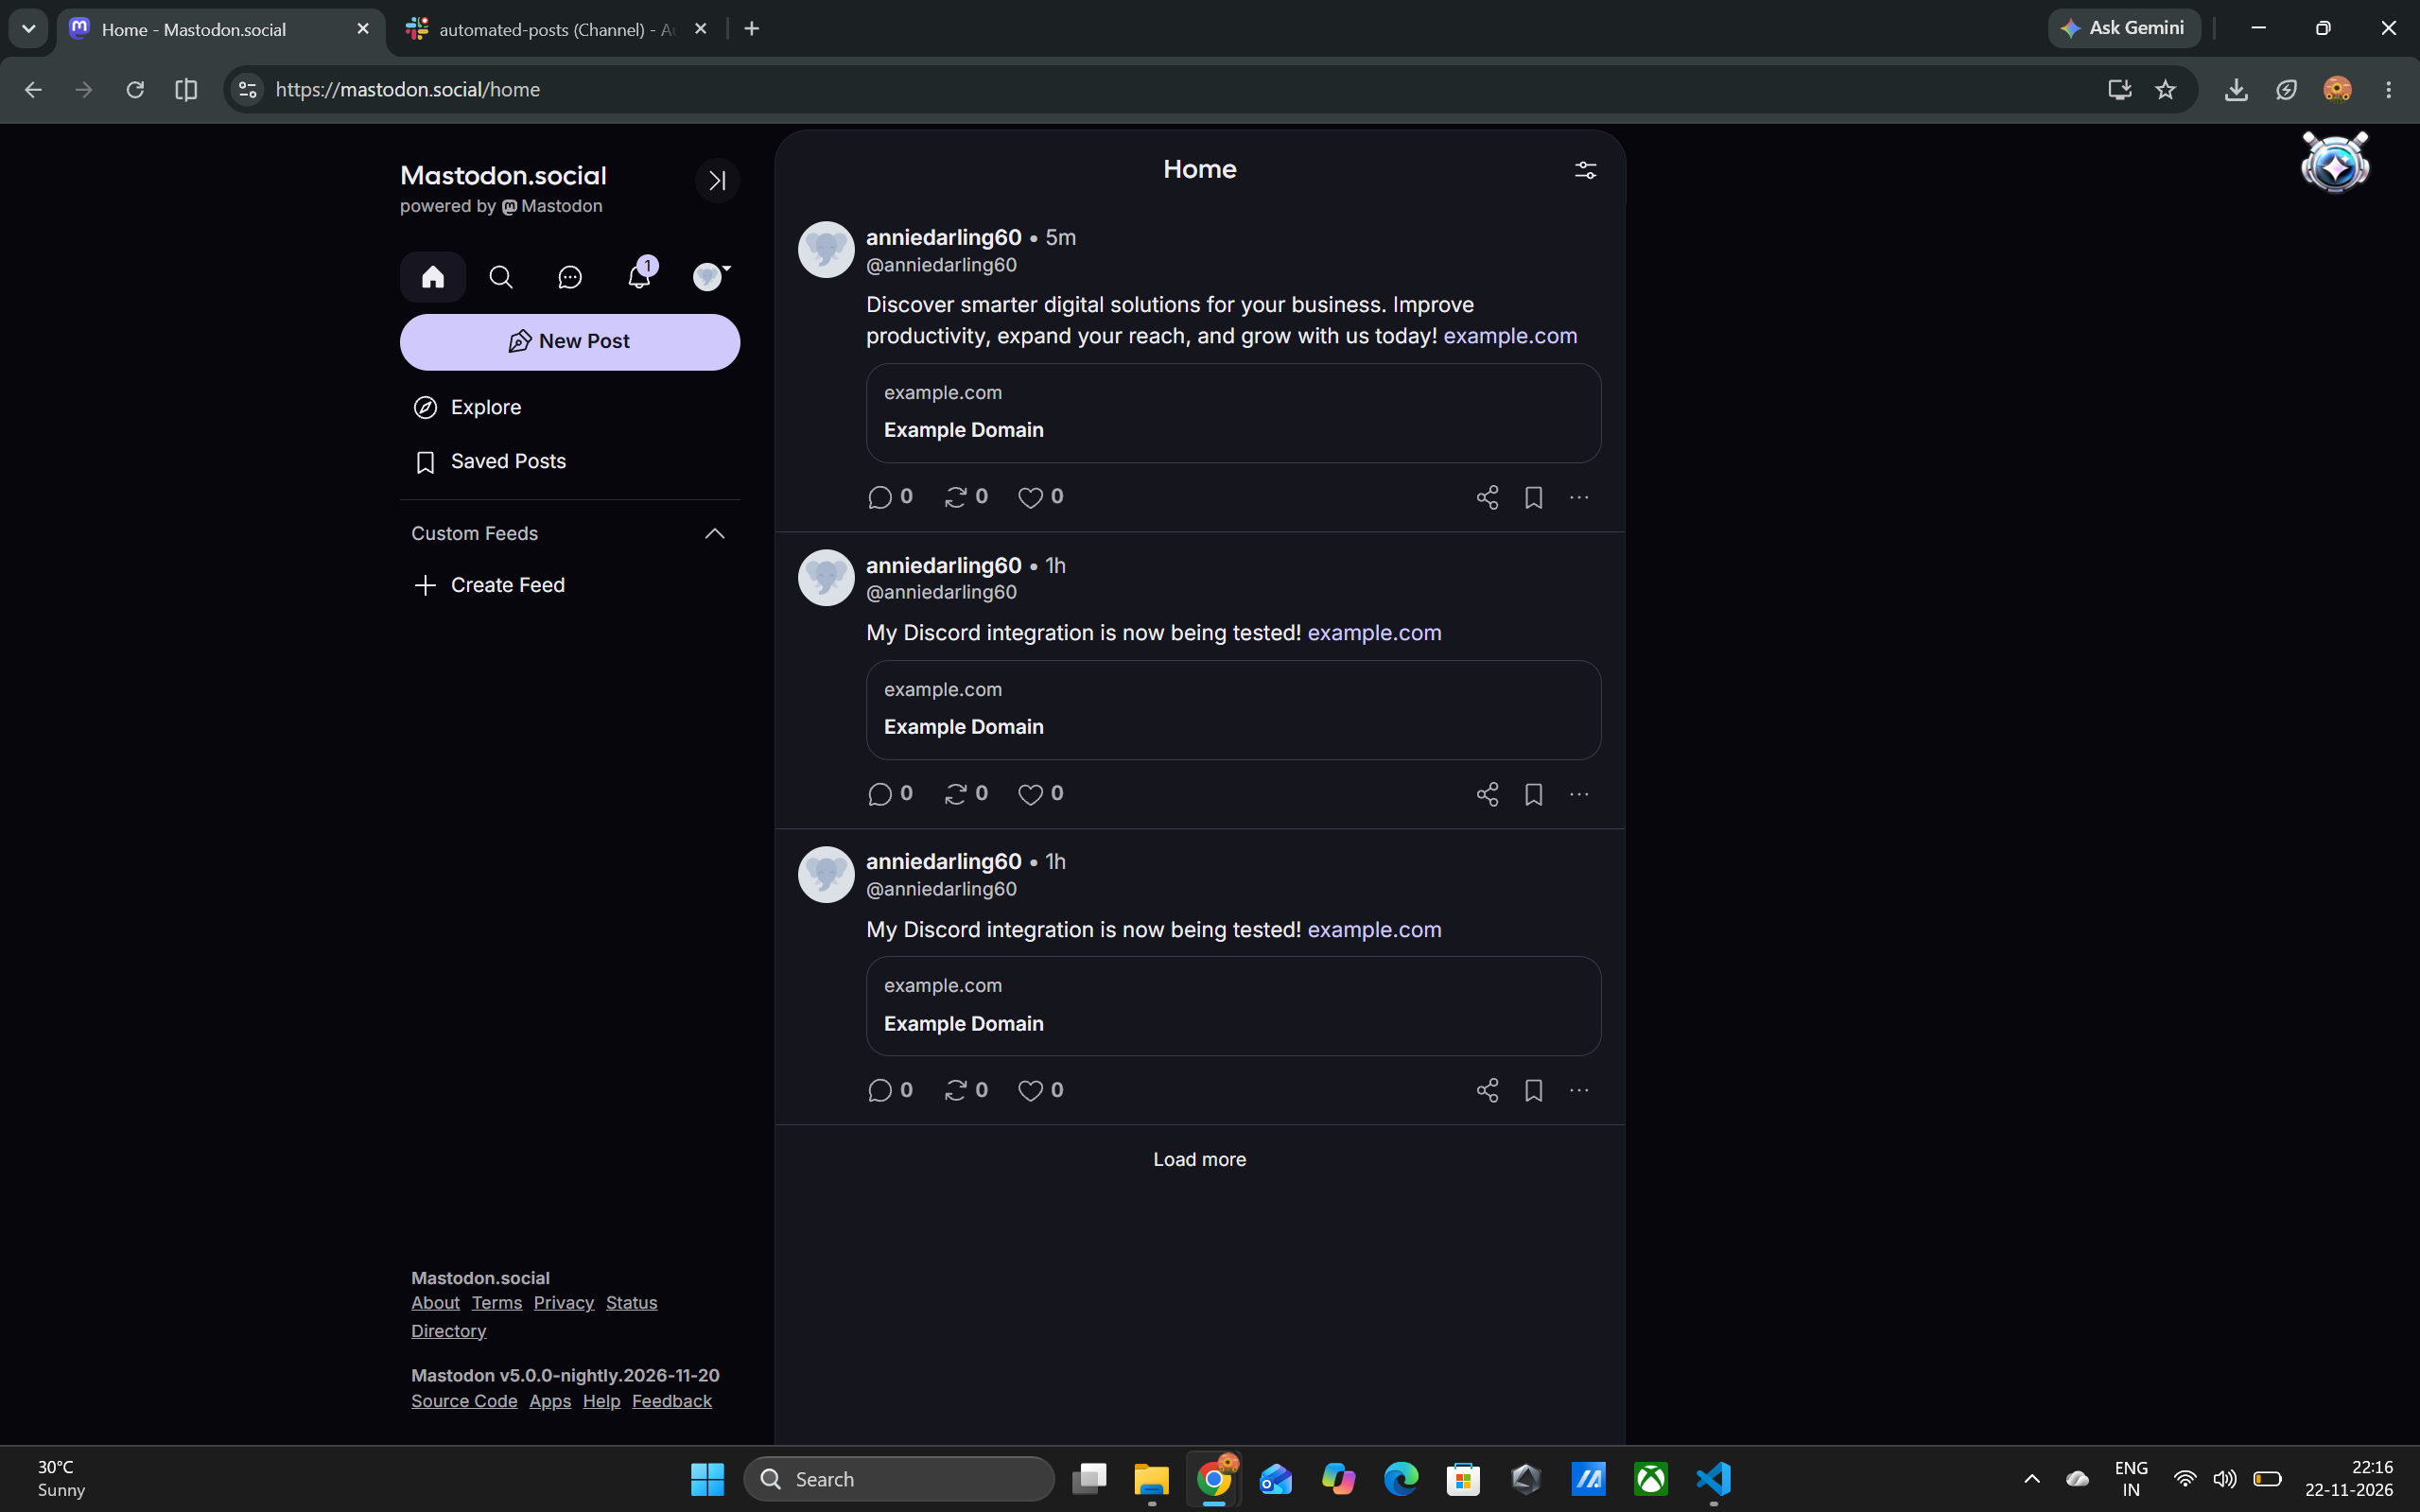 Home - Mastodon.social
automated-posts (Channel) - A
Ask Gemini
https://mastodon.social/home
Mastodon.social
powered by Mastodon
1
New Post
Explore
Saved Posts
Custom Feeds
Create Feed
Home
anniedarling60 • 5m
@anniedarling60
Discover smarter digital solutions for your business. Improve
productivity, expand your reach, and grow with us today! example.com
example.com
Example Domain
0 0 0
anniedarling60 • 1h
@anniedarling60
My Discord integration is now being tested! example.com
example.com
Example Domain
0 0 0
anniedarling60 • 1h
@anniedarling60
My Discord integration is now being tested! example.com
example.com
Example Domain
0 0 0
Load more
Mastodon.social
About Terms Privacy Status
Directory
Mastodon v5.0.0-nightly.2026-11-20
Source Code Apps Help Feedback
30°C
Sunny
Search
ENG
IN
22:16
22-11-2026